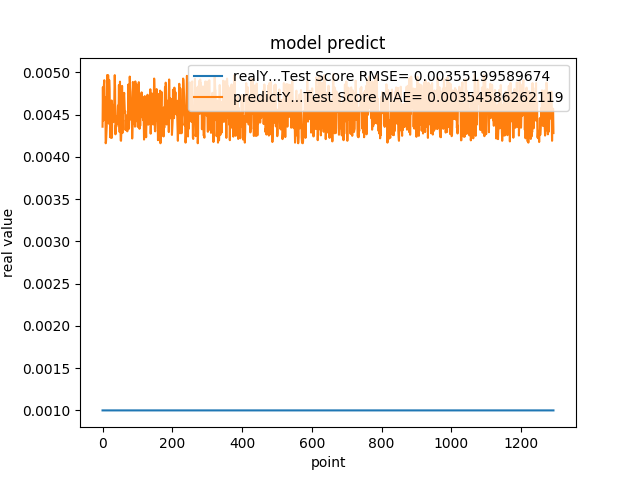 model predict
realY...Test Score RMSE= 0.00355199589674
predictY...Test Score MAE= 0.00354586262119
0.0050
0.0045
0.0040
0.0035
0.0030
0.0025
0.0020
0.0015
0.0010
real value
0 200 400 600 800 1000 1200
point